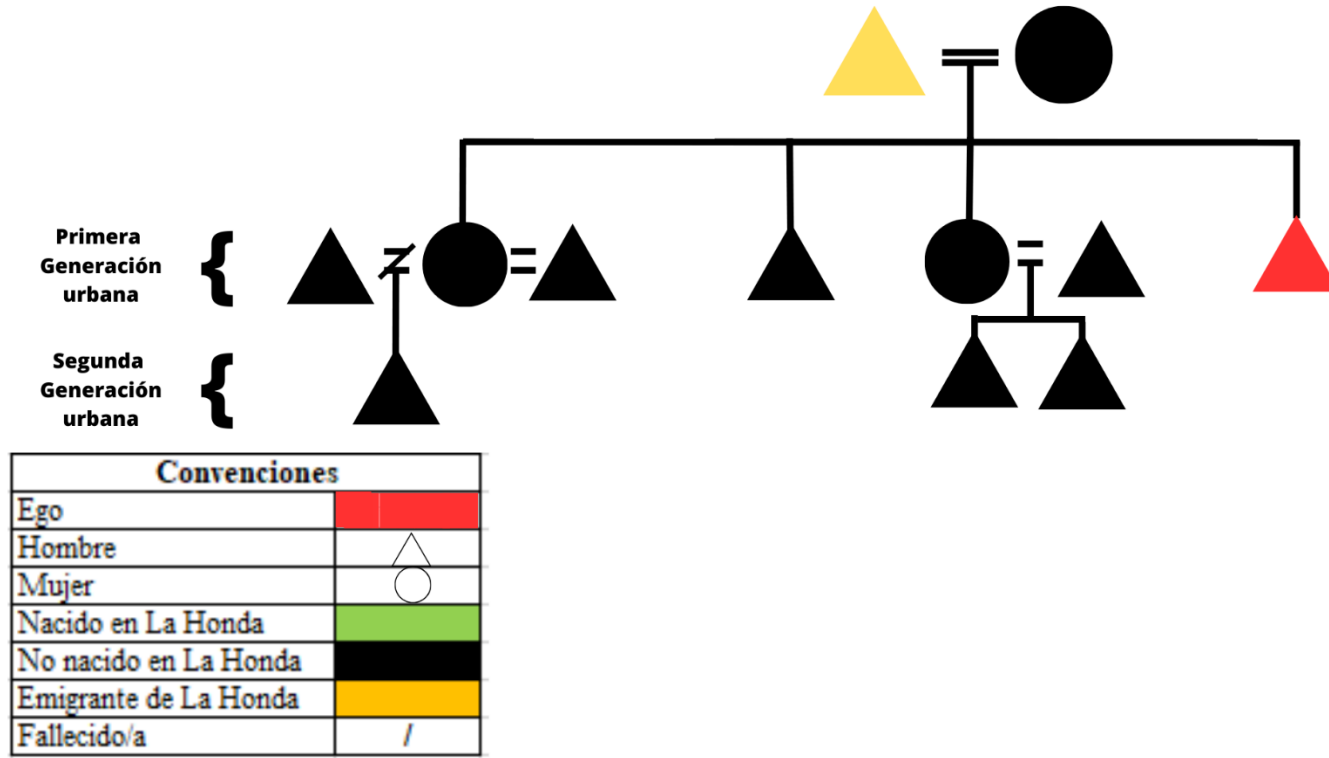 Primera
Generación
urbana
Segunda
Generación
urbana
Convenciones
Ego
Hombre
Mujer
Nacido en La Honda
No nacido en La Honda
Emigrante de La Honda
Fallecido/a /